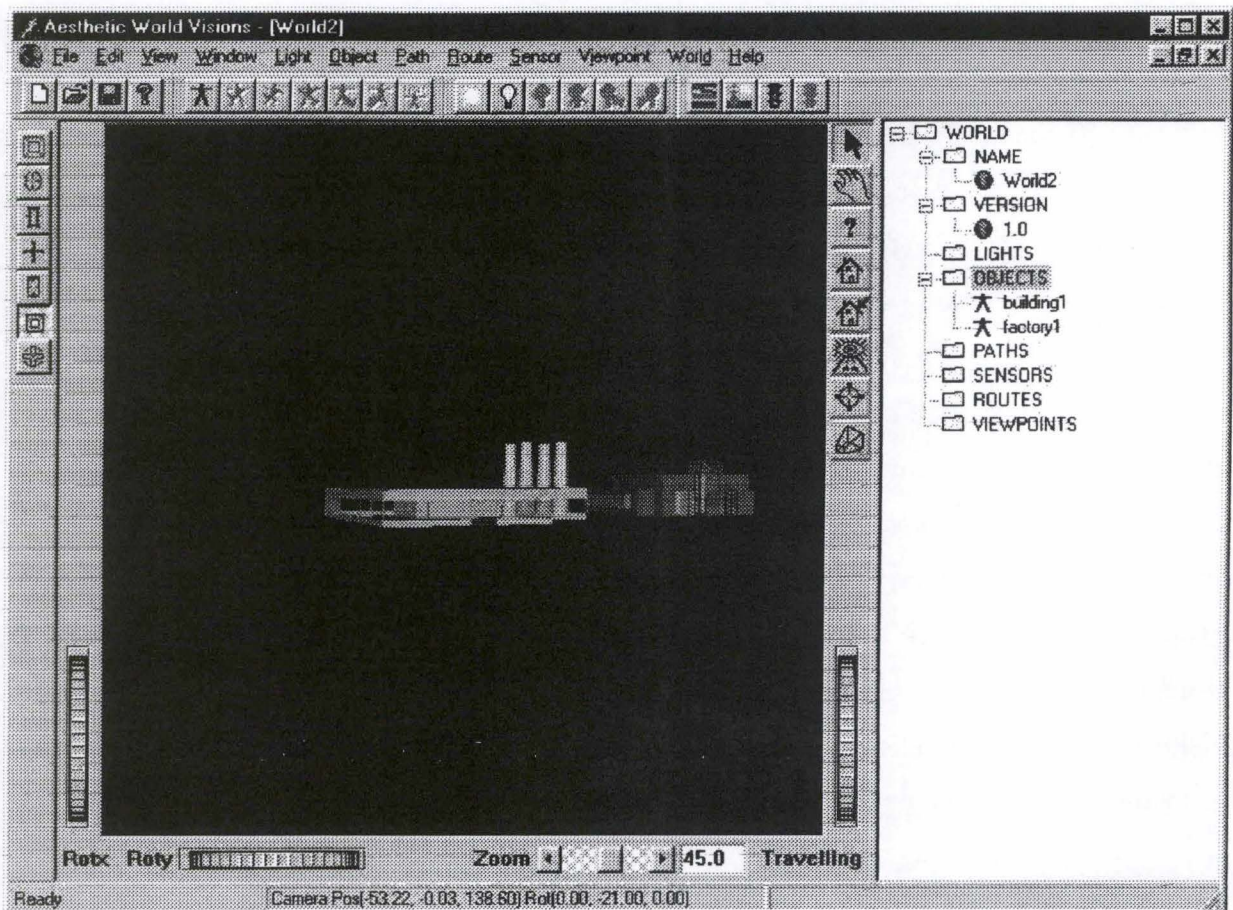 Aesthetic World Visions - [World2]
File Edit View Window Light Object Path Route Sensor Viewpoint World Help
WORLD
NAME
World2
VERSION
1.0
LIGHTS
OBJECTS
building1
factory1
PATHS
SENSORS
ROUTES
VIEWPOINTS
Rotx Roty Zoom 45.0 Travelling
Ready Camera Pos(-53.22, -0.03, 138.60) Rot(0.00, -21.00, 0.00)